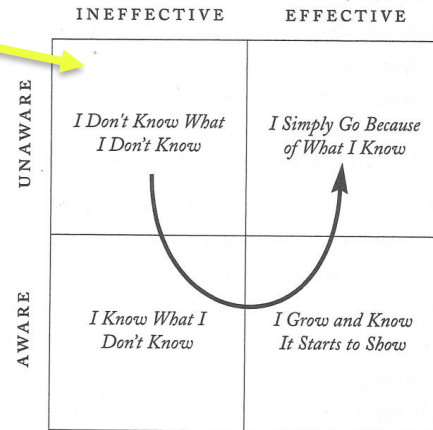 INEFFECTIVE EFFECTIVE
UNAWARE
I Don't Know What
I Don't Know
I Simply Go Because
of What I Know
AWARE
I Know What I
Don't Know
I Grow and Know
It Starts to Show